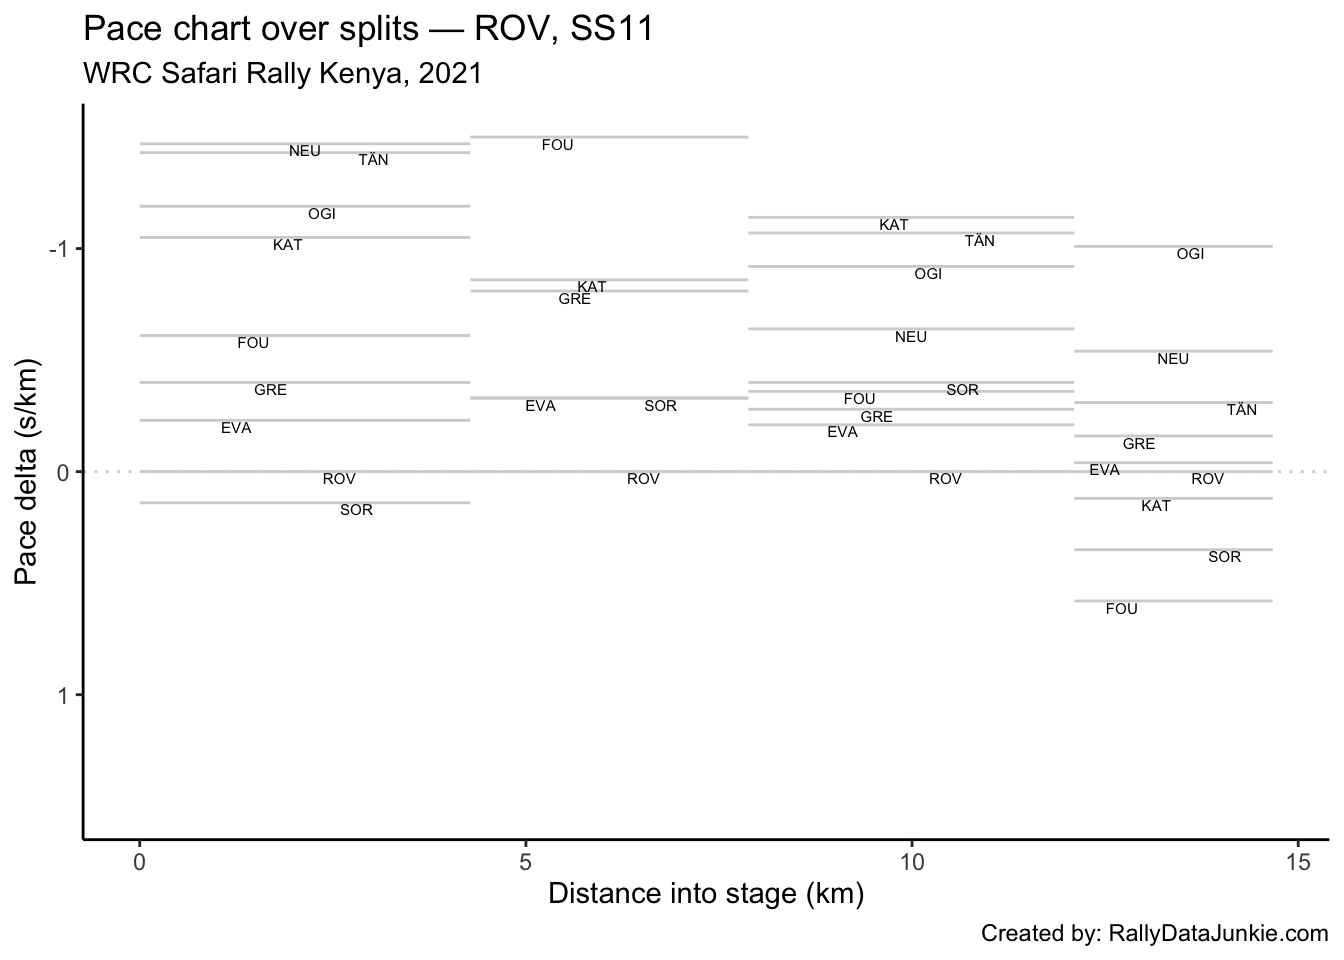 Pace chart over splits — ROV, SS11
WRC Safari Rally Kenya, 2021
NEU
TÄN
OGI
KAT
FOU
GRE
EVA
ROV
SOR
FOU
KAT
GRE
EVA SOR
ROV
KAT
TÄN
OGI
NEU
SOR
FOU
GRE
EVA
ROV
OGI
NEU
TÄN
GRE
EVA
ROV
KAT
SOR
FOU
-1
0
1
Pace delta (s/km)
0 5 10 15
Distance into stage (km)
Created by: RallyDataJunkie.com